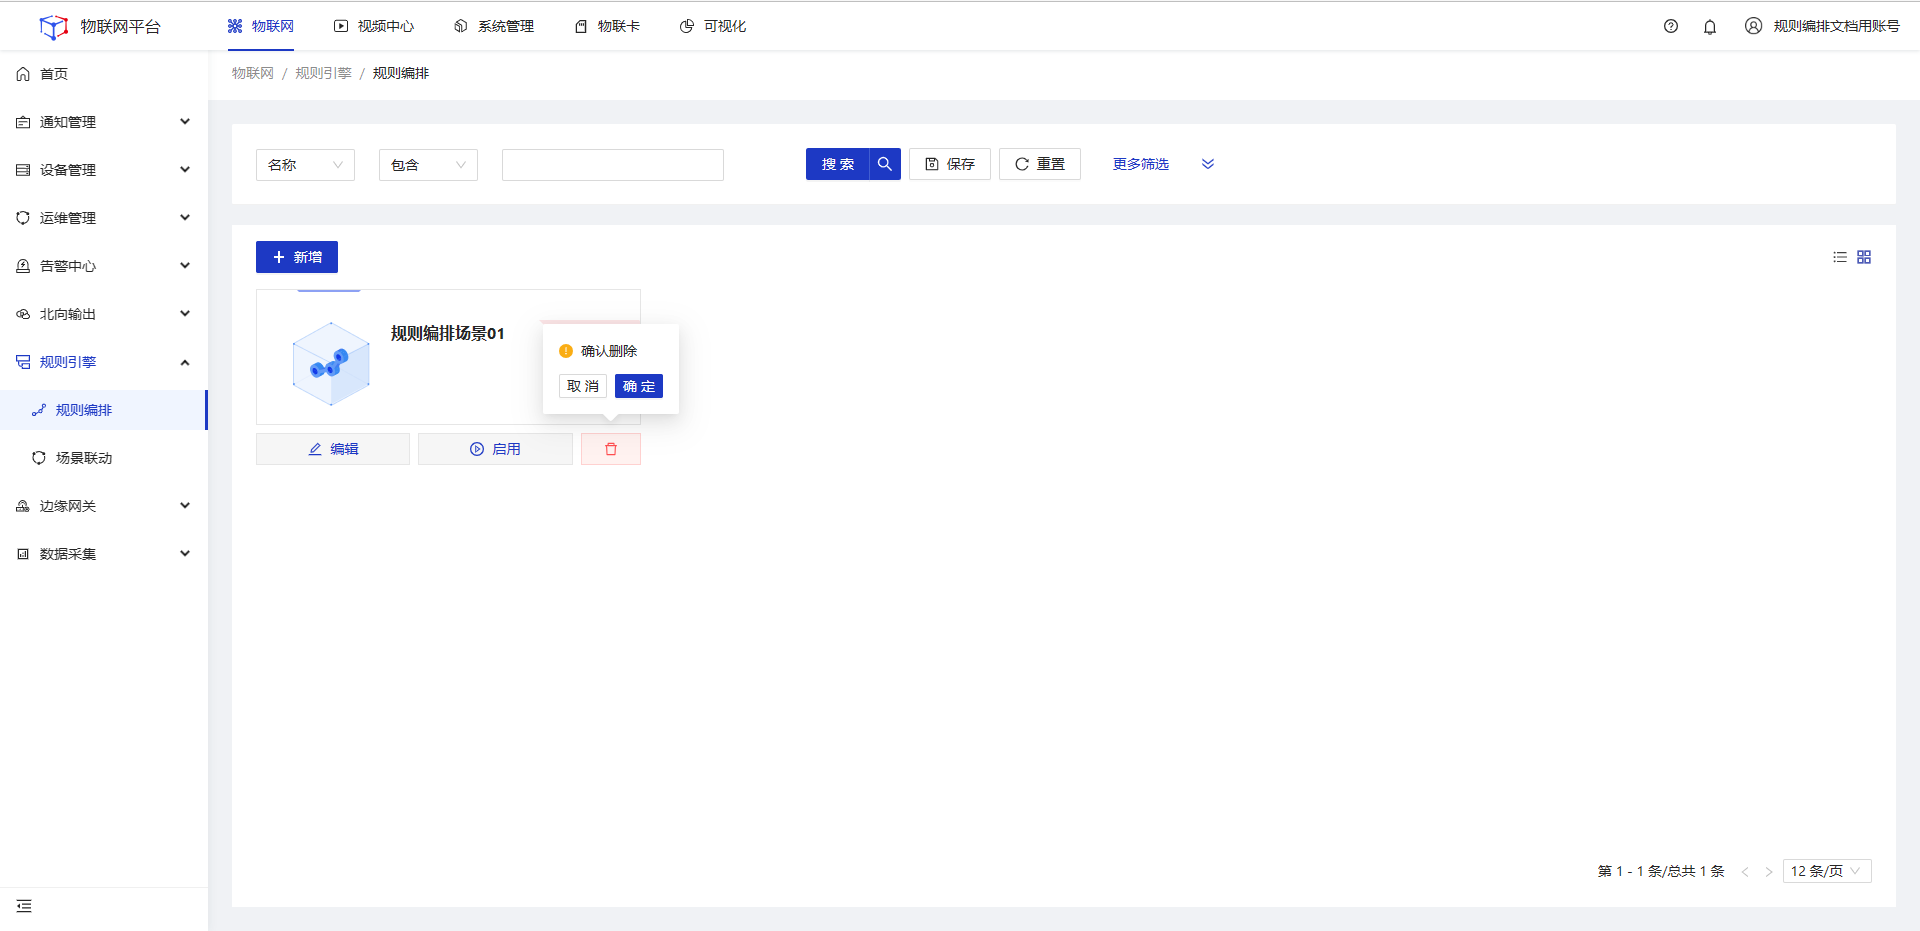 物联网平台
物联网 视频中心 系统管理 物联卡 可视化
规则编排文档用账号
首页
通知管理
设备管理
运维管理
告警中心
北向输出
规则引擎
规则编排
场景联动
边缘网关
数据采集
物联网 / 规则引擎 / 规则编排
名称 包含 搜 索 保存 重置 更多筛选
新增
规则编排场景01
确认删除
取 消 确 定
编辑 启用
第 1 - 1 条/总共 1 条 12 条/页